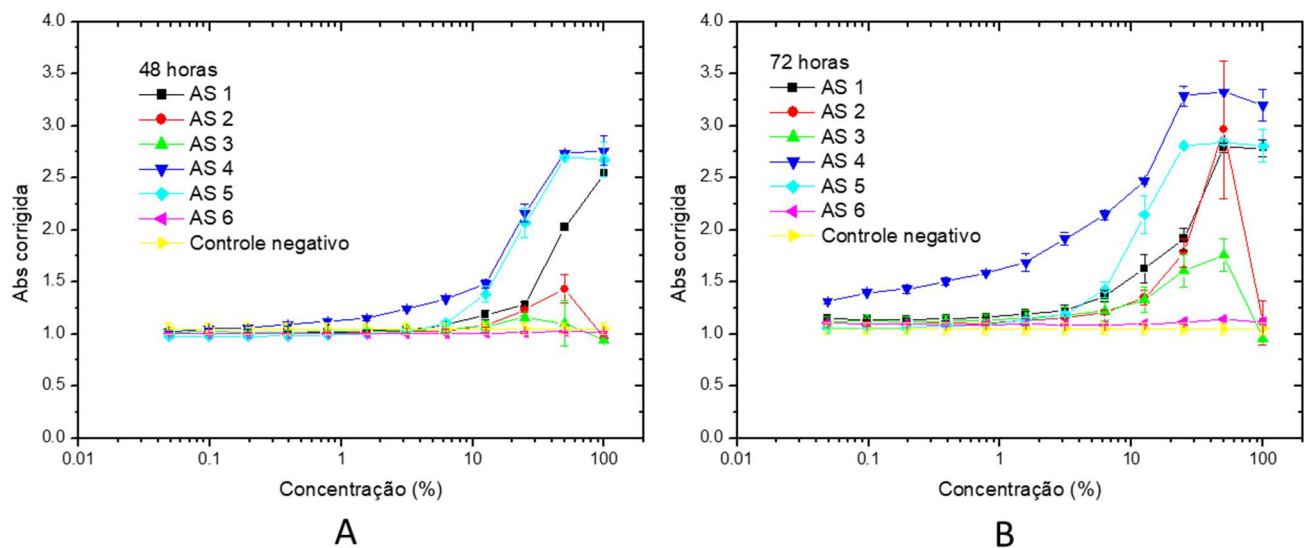 4.0
3.5
3.0
2.5
2.0
1.5
1.0
0.5
0.0
Abs corrigida
48 horas
AS 1
AS 2
AS 3
AS 4
AS 5
AS 6
Controle negativo
0.01
0.1
1
10
100
Concentração (%)
A
4.0
3.5
3.0
2.5
2.0
1.5
1.0
0.5
0.0
Abs corrigida
72 horas
AS 1
AS 2
AS 3
AS 4
AS 5
AS 6
Controle negativo
0.01
0.1
1
10
100
Concentração (%)
B